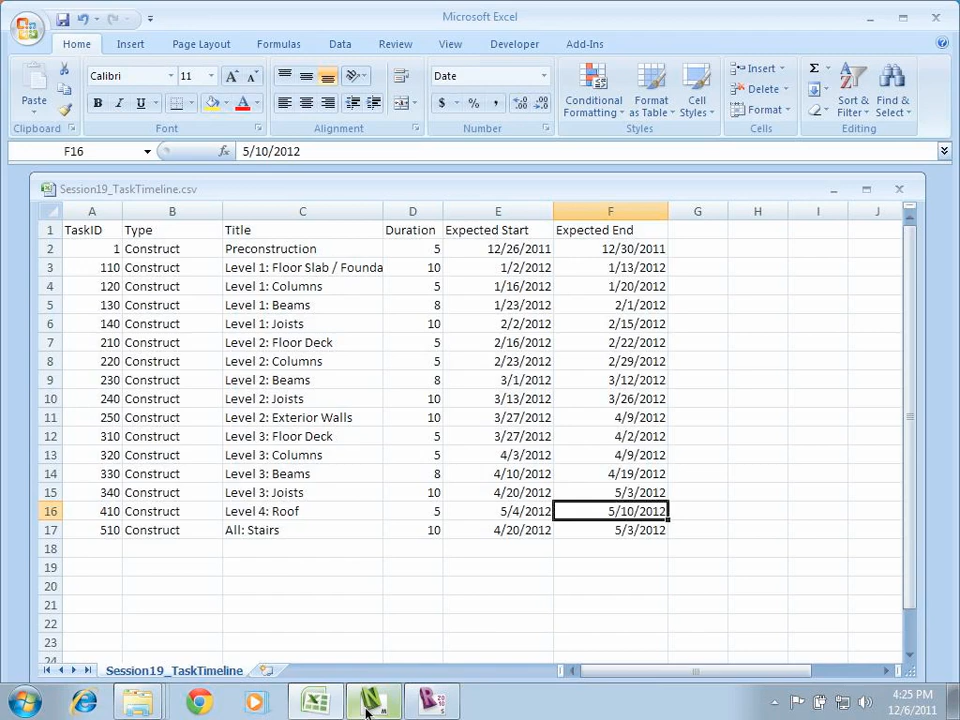 Microsoft Excel
Home Insert Page Layout Formulas Data Review View Developer Add-Ins
Calibri 11 A A Date Insert Σ
Paste Delete
B I U A $ % , .00 .0 Conditional Formatting Format as Table Cell Styles Format Sort & Filter Find & Select
Clipboard Font Alignment Number Styles Cells Editing
F16 fx 5/10/2012
Session19_TaskTimeline.csv
A B C D E F G H I J
1 TaskID Type Title Duration Expected Start Expected End
2 1 Construct Preconstruction 5 12/26/2011 12/30/2011
3 110 Construct Level 1: Floor Slab / Founda 10 1/2/2012 1/13/2012
4 120 Construct Level 1: Columns 5 1/16/2012 1/20/2012
5 130 Construct Level 1: Beams 8 1/23/2012 2/1/2012
6 140 Construct Level 1: Joists 10 2/2/2012 2/15/2012
7 210 Construct Level 2: Floor Deck 5 2/16/2012 2/22/2012
8 220 Construct Level 2: Columns 5 2/23/2012 2/29/2012
9 230 Construct Level 2: Beams 8 3/1/2012 3/12/2012
10 240 Construct Level 2: Joists 10 3/13/2012 3/26/2012
11 250 Construct Level 2: Exterior Walls 10 3/27/2012 4/9/2012
12 310 Construct Level 3: Floor Deck 5 3/27/2012 4/2/2012
13 320 Construct Level 3: Columns 5 4/3/2012 4/9/2012
14 330 Construct Level 3: Beams 8 4/10/2012 4/19/2012
15 340 Construct Level 3: Joists 10 4/20/2012 5/3/2012
16 410 Construct Level 4: Roof 5 5/4/2012 5/10/2012
17 510 Construct All: Stairs 10 4/20/2012 5/3/2012
18
19
20
21
22
23
24
Session19_TaskTimeline
4:25 PM
12/6/2011